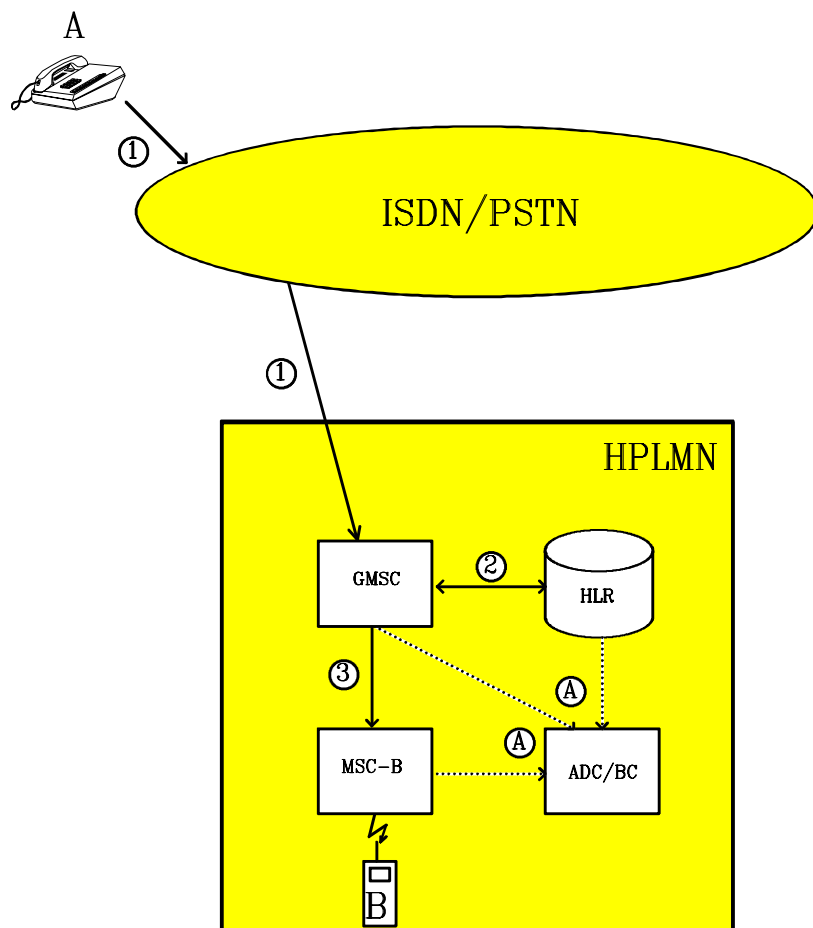 A
①
ISDN/PSTN
①
HPLMN
GMSC
②
HLR
③
Ⓐ
Ⓐ
MSC-B
ADC/BC
B